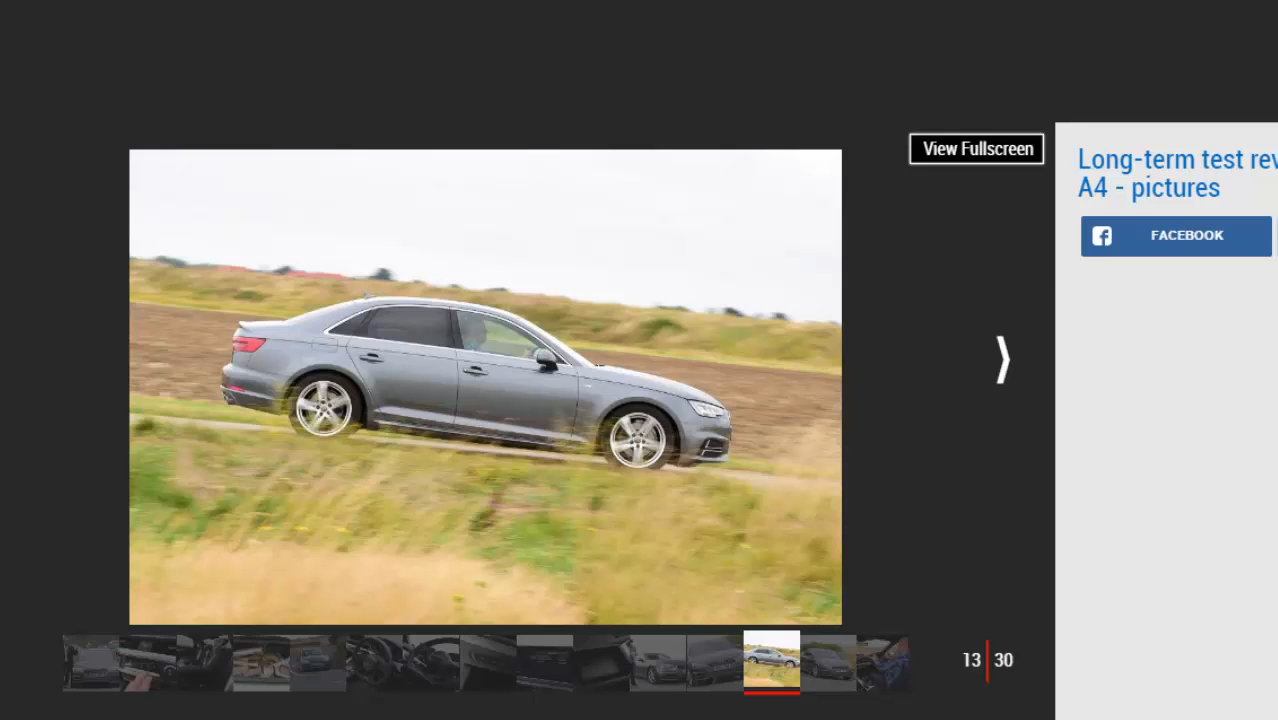 View Fullscreen
Long-term test rev
A4 - pictures
FACEBOOK
13 30